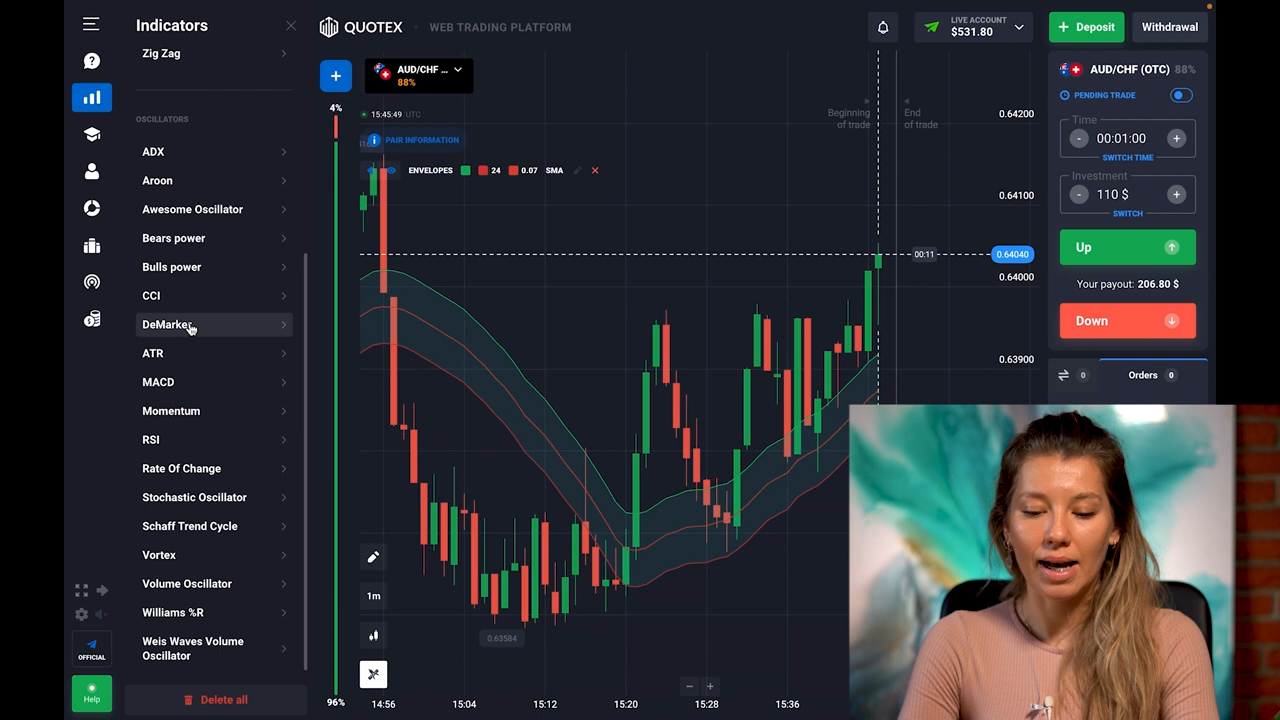 Indicators
Zig Zag
OSCILLATORS
ADX
Aroon
Awesome Oscillator
Bears power
Bulls power
CCI
DeMarker
ATR
MACD
Momentum
RSI
Rate Of Change
Stochastic Oscillator
Schaff Trend Cycle
Vortex
Volume Oscillator
Williams %R
Weis Waves Volume
Oscillator
Delete all
OFFICIAL
Help
QUOTEX
WEB TRADING PLATFORM
LIVE ACCOUNT
$531.80
+ Deposit
Withdrawal
+
AUD/CHF ...
88%
4%
15:45:49 UTC
PAIR INFORMATION
ENVELOPES 24 0.07 SMA
Beginning
of trade
End
of trade
0.64200
0.64100
00:11
0.64040
0.64000
0.63900
0.63584
1m
96%
14:56 15:04 15:12 15:20 15:28 15:36
AUD/CHF (OTC) 88%
PENDING TRADE
Time
- 00:01:00 +
SWITCH TIME
Investment
- 110 $ +
SWITCH
Up
Your payout: 206.80 $
Down
0
Orders 0